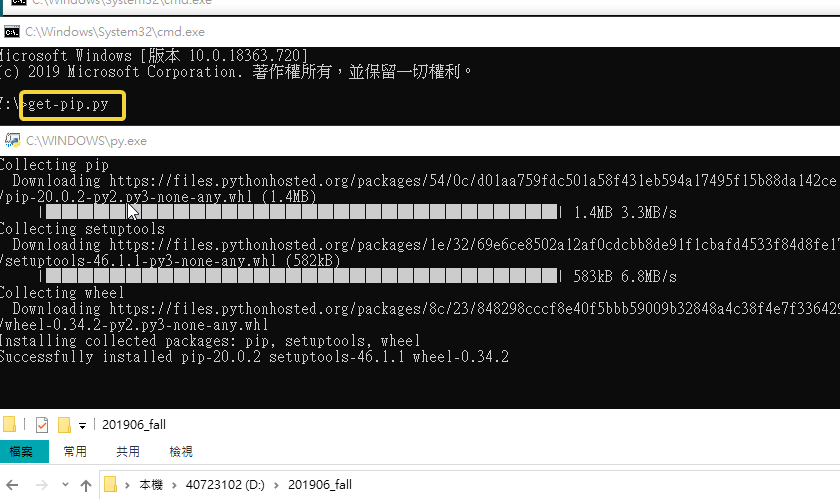 C:\Windows\System32\cmd.exe
C:\Windows\System32\cmd.exe
Microsoft Windows [版本 10.0.18363.720]
(c) 2019 Microsoft Corporation. 著作權所有，並保留一切權利。
Y:\>get-pip.py
C:\WINDOWS\py.exe
Collecting pip
Downloading https://files.pythonhosted.org/packages/54/0c/d01aa759fdc501a58f431eb594a17495f15b88da142ce
/pip-20.0.2-py2.py3-none-any.whl (1.4MB)
1.4MB 3.3MB/s
Collecting setuptools
Downloading https://files.pythonhosted.org/packages/1e/32/69e6ce8502a12af0cdcbb8de91f1cbafd4533f84d8fe17
/setuptools-46.1.1-py3-none-any.whl (582kB)
583kB 6.8MB/s
Collecting wheel
Downloading https://files.pythonhosted.org/packages/8c/23/848298cccf8e40f5bbb59009b32848a4c38f4e7f336429
/wheel-0.34.2-py2.py3-none-any.whl
Installing collected packages: pip, setuptools, wheel
Successfully installed pip-20.0.2 setuptools-46.1.1 wheel-0.34.2
201906_fall
檔案 常用 共用 檢視
本機 › 40723102 (D:) › 201906_fall